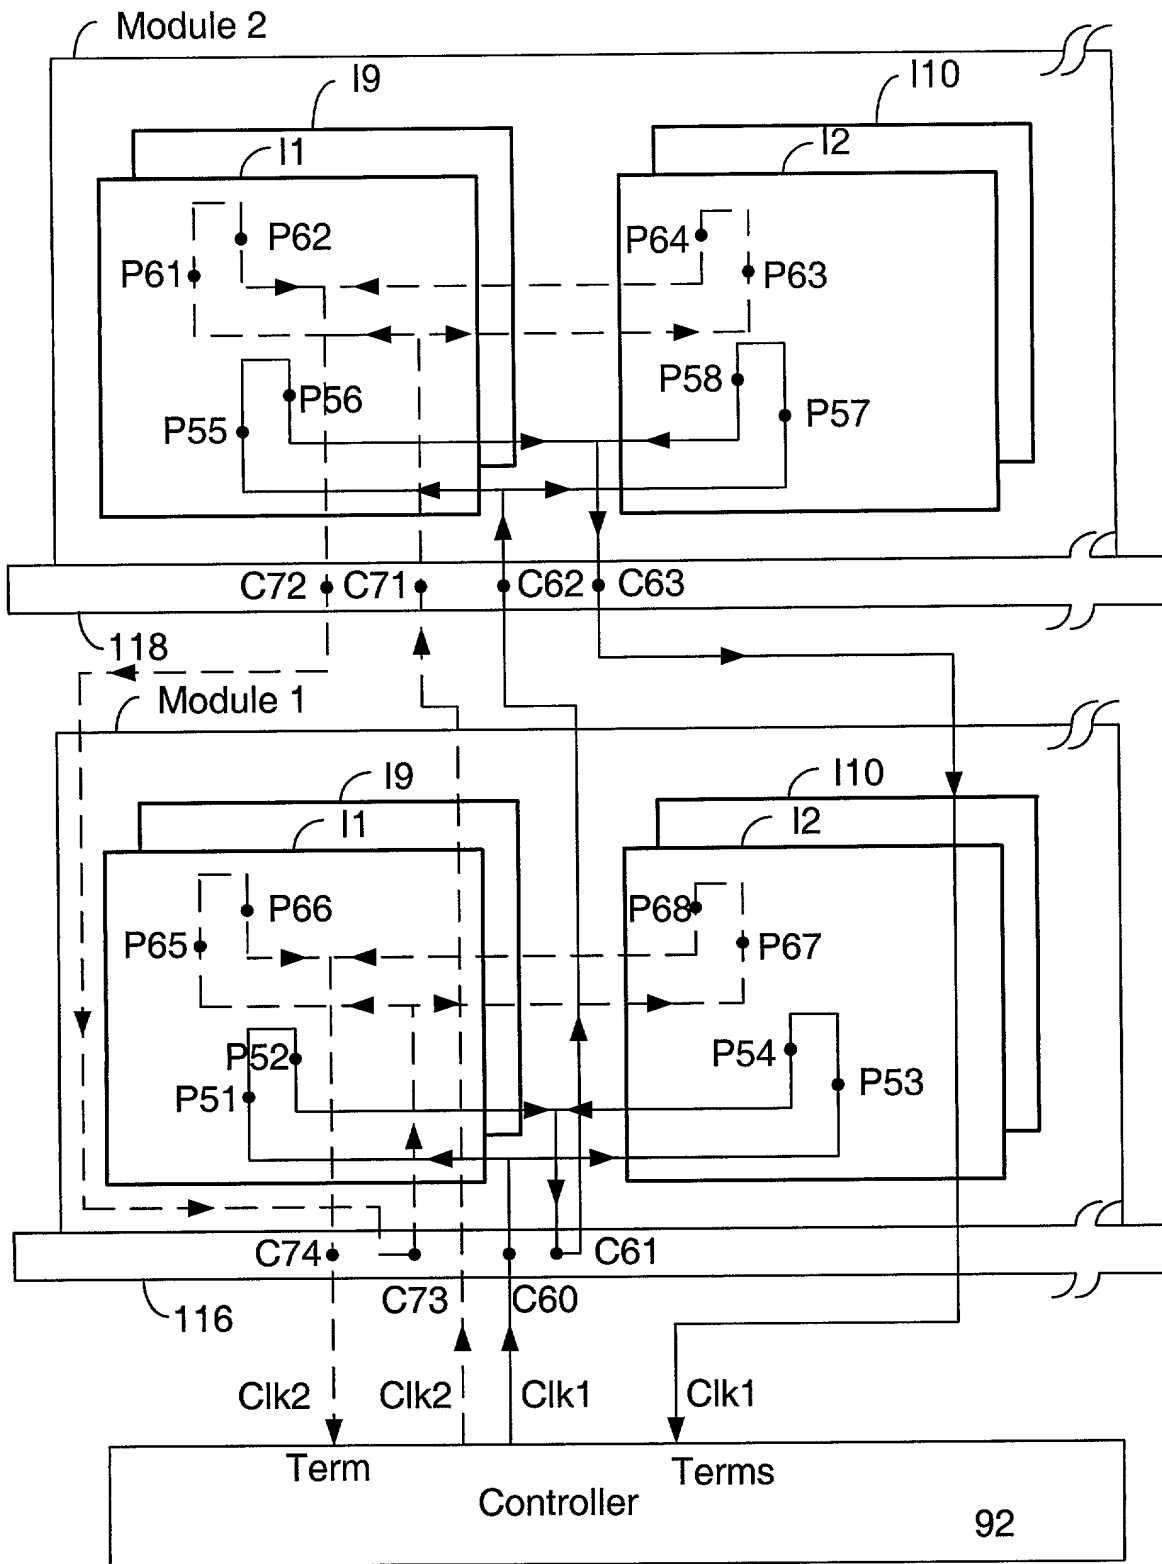 Module 2
I9
I10
I1
I2
P62
P64
P61
P63
P58
P56
P57
P55
C72
C71
C62
C63
118
Module 1
I9
I10
I1
I2
P66
P68
P65
P67
P52
P54
P51
P53
C74
C61
C73
C60
116
Clk2
Clk2
Clk1
Clk1
Term
Terms
Controller
92